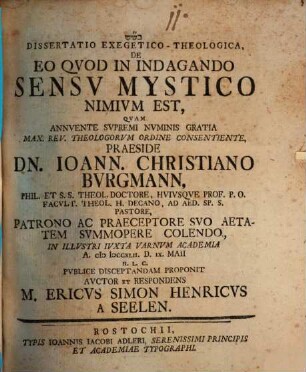 DISSERTATIO EXEGETICO-THEOLOGICA,
DE
EO QVOD IN INDAGANDO
SENSV MYSTICO
NIMIVM EST,
QVAM
ANNVENTE SVPREMI NVMINIS GRATIA
MAX. REV. THEOLOGORVM ORDINE CONSENTIENTE,
PRAESIDE
DN. IOANN. CHRISTIANO
BVRGMANN,
PHIL. ET S. S. THEOL. DOCTORE, HVIVSQVE PROF. P. O.
FACVLT. THEOL. H. DECANO, AD AED. SP. S.
PASTORE,
PATRONO AC PRAECEPTORE SVO AETA-
TEM SVMMOPERE COLENDO,
IN ILLVSTRI IVXTA VARNVM ACADEMIA
D. IX. MAII
H. L. C.
PVBLICE DISCEPTANDAM PROPONIT
AVCTOR ET RESPONDENS
M. ERICVS SIMON HENRICVS
A SEELEN.
ROSTOCHII,
TYPIS IOANNIS IACOBI ADLERI, SERENISSIMI PRINCIPIS
ET ACADEMIAE TYPOGRAPHI.